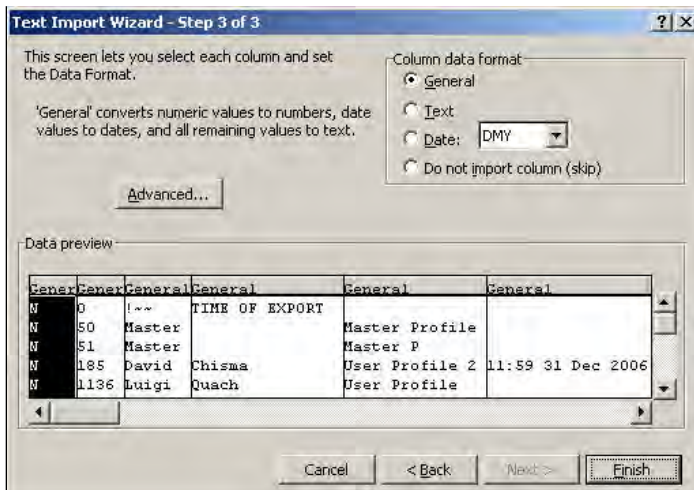 Text Import Wizard - Step 3 of 3
This screen lets you select each column and set
the Data Format.
'General' converts numeric values to numbers, date
values to dates, and all remaining values to text.
Advanced...
Column data format
General
Text
Date: DMY
Do not import column (skip)
Data preview
GenerGenerGeneralGeneral General General
N 0 !~~ TIME OF EXPORT
N 50 Master Master Profile
N 51 Master Master P
N 185 David Chisma User Profile 2 11:59 31 Dec 2006
N 1136 Luigi Quach User Profile
Cancel < Back Next > Finish